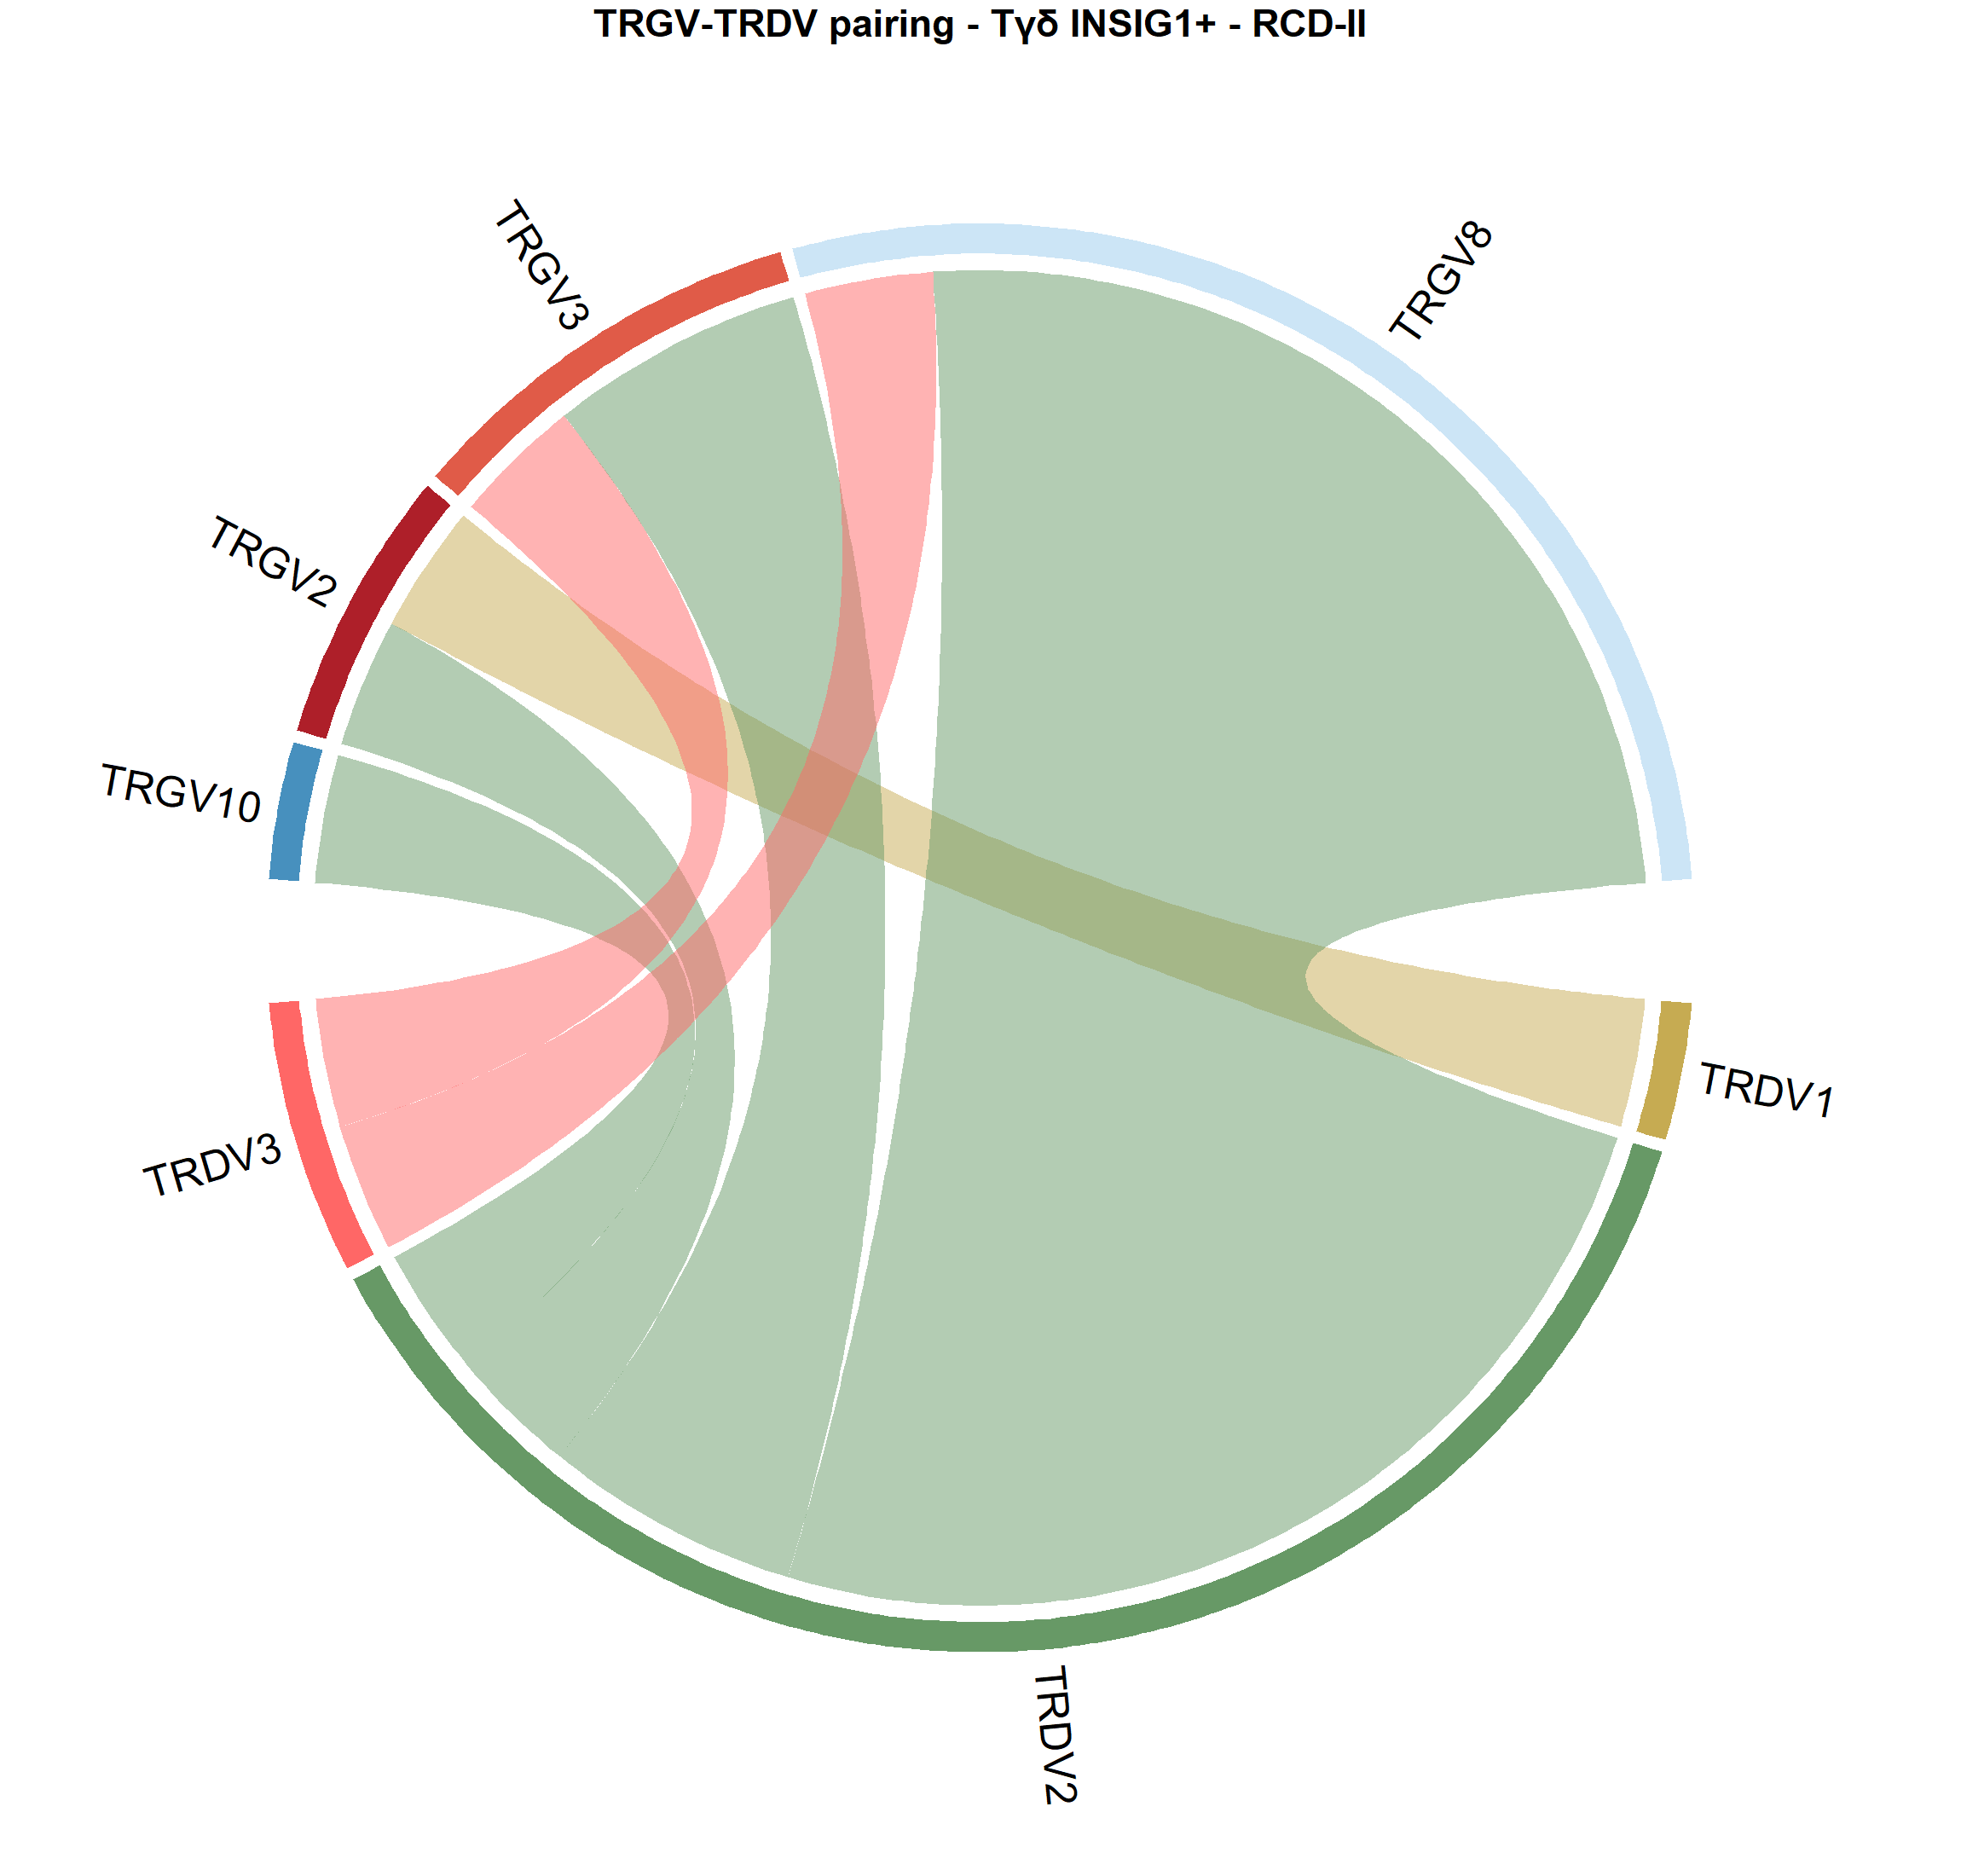 TRGV-TRDV pairing - Tγδ INSIG1+ - RCD-II
TRGV3
TRGV8
TRGV2
TRGV10
TRDV1
TRDV3
TRDV2